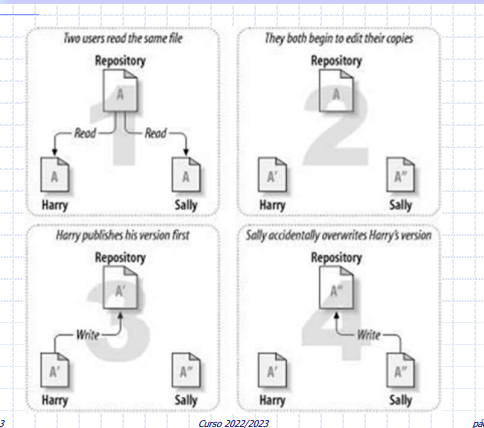 Two users read the same file
Repository
A
Read Read
A A
Harry Sally
1
They both begin to edit their copies
Repository
A
A' A"
Harry Sally
2
Harry publishes his version first
Repository
A'
Write
A' A"
Harry Sally
3
Sally accidentally overwrites Harry's version
Repository
A"
Write
A' A"
Harry Sally
4
3 Curso 2022/2023 pá